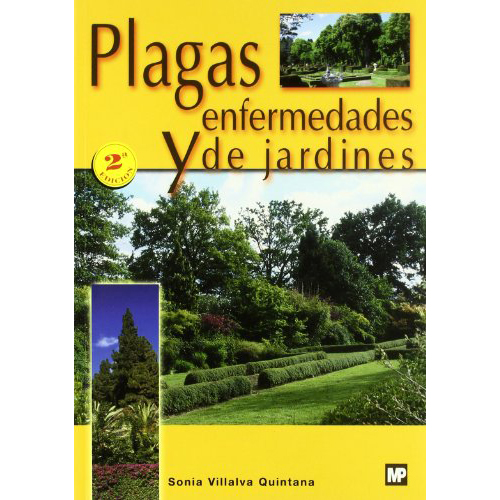 Plagas
enfermedades
y de jardines
2ª
EDICIÓN
Sonia Villalva Quintana
MP